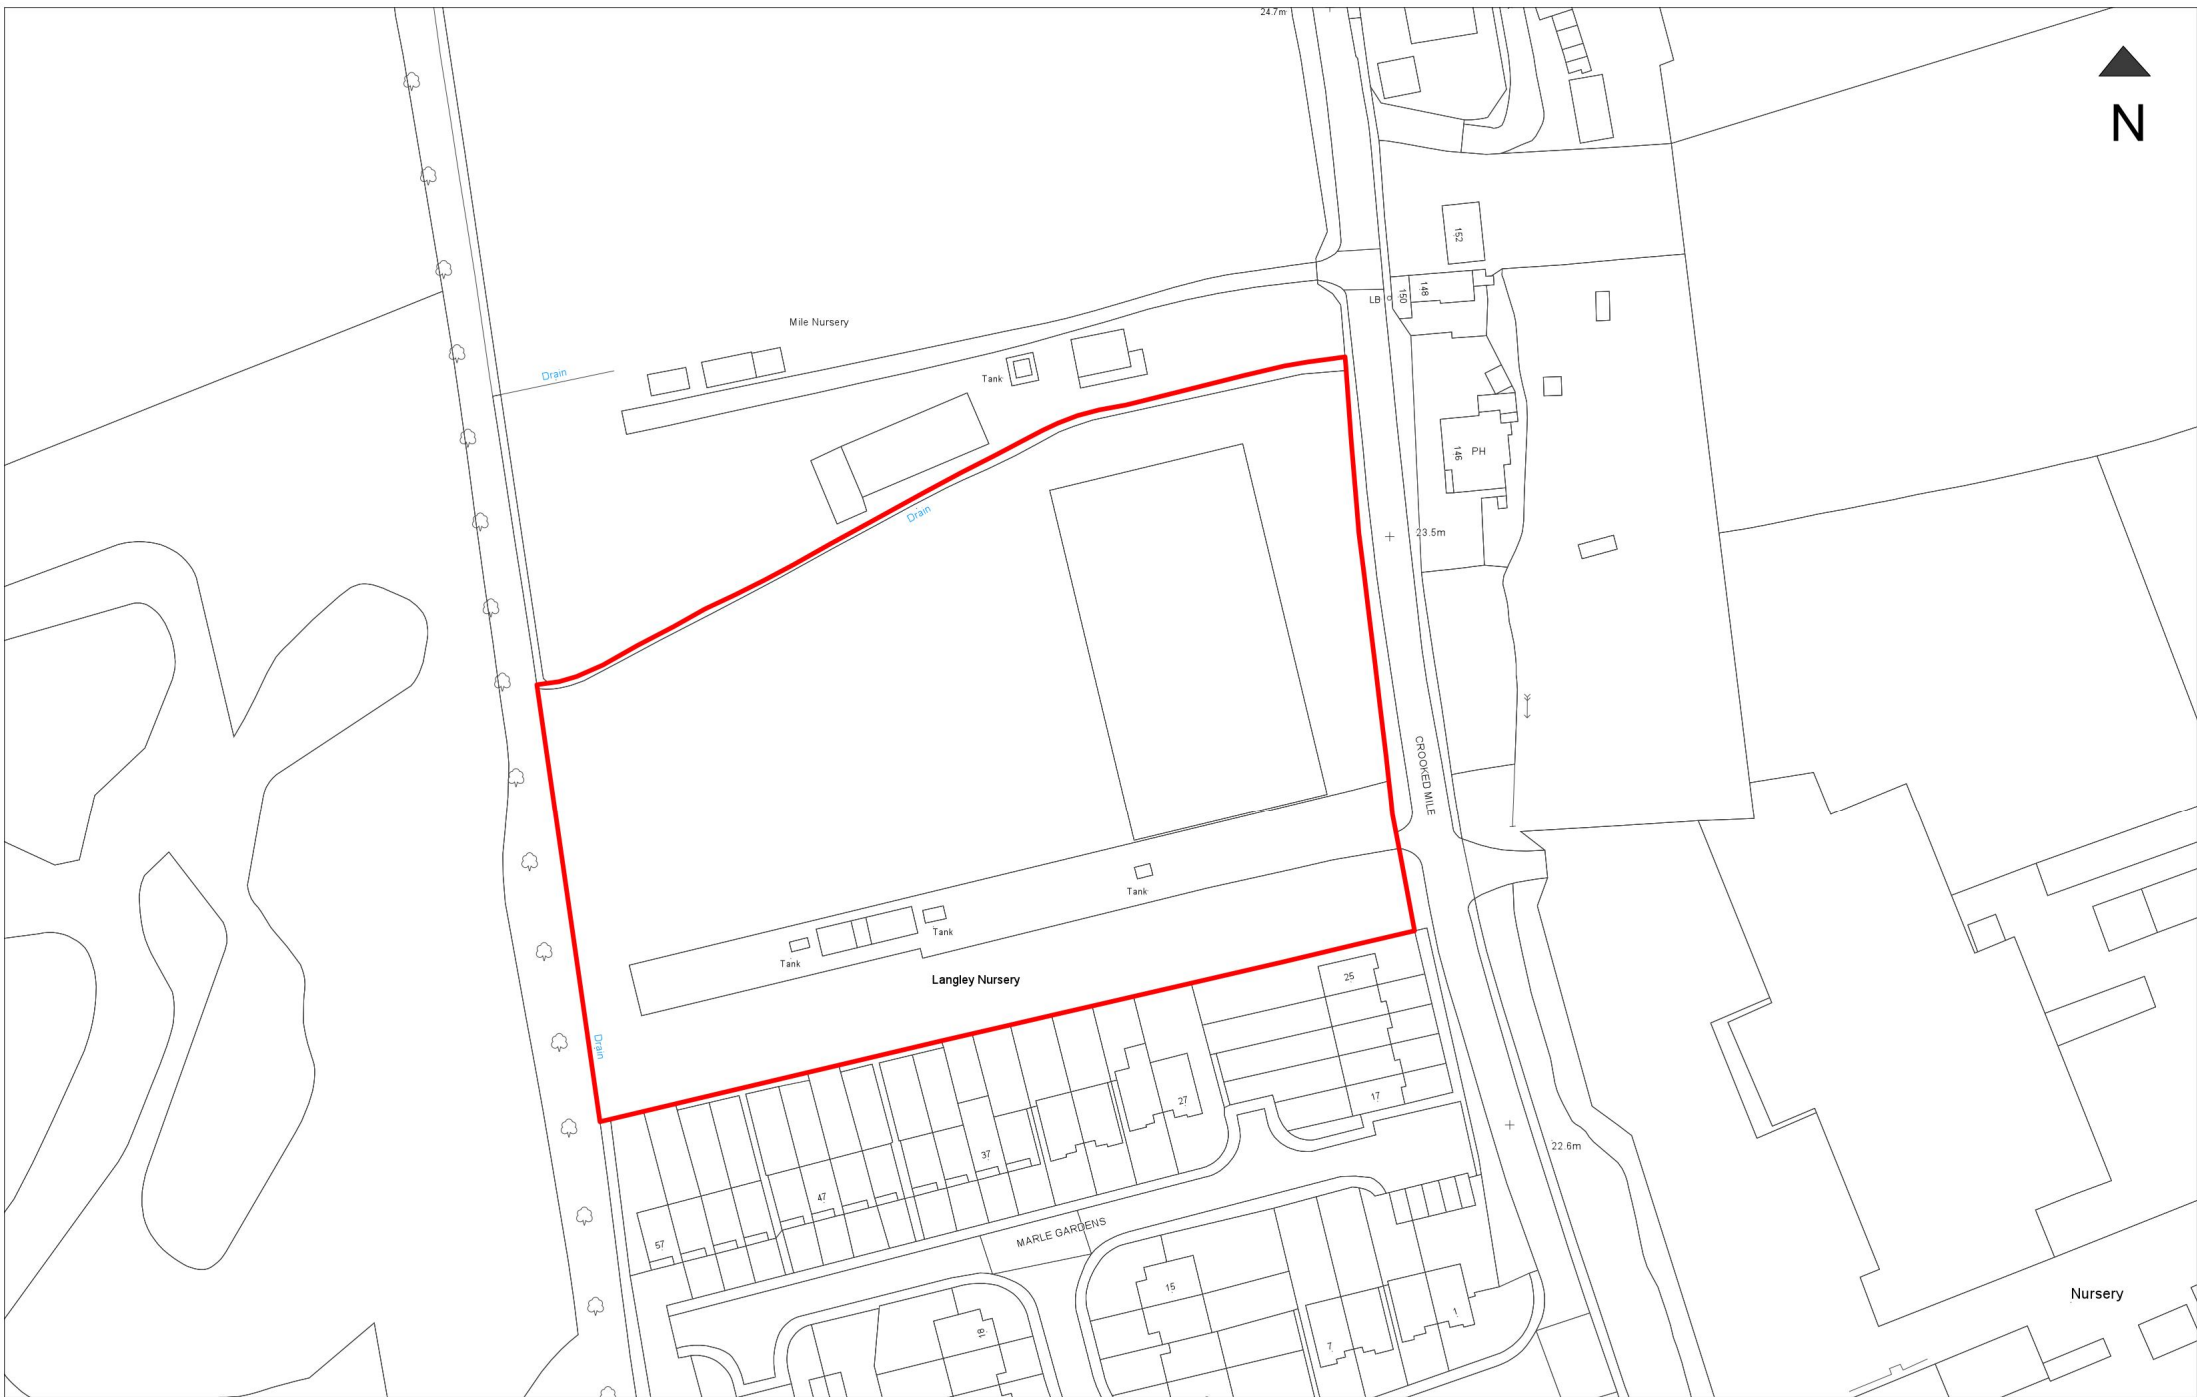 24.7m
N
152
148
150
LB
Mile Nursery
Drain
Tank
146
PH
Drain
23.5m
CROOKED MILE
Tank
Tank
Tank
Langley Nursery
25
Drain
27
17
37
22.6m
47
57
MARLE GARDENS
15
Nursery
1
7